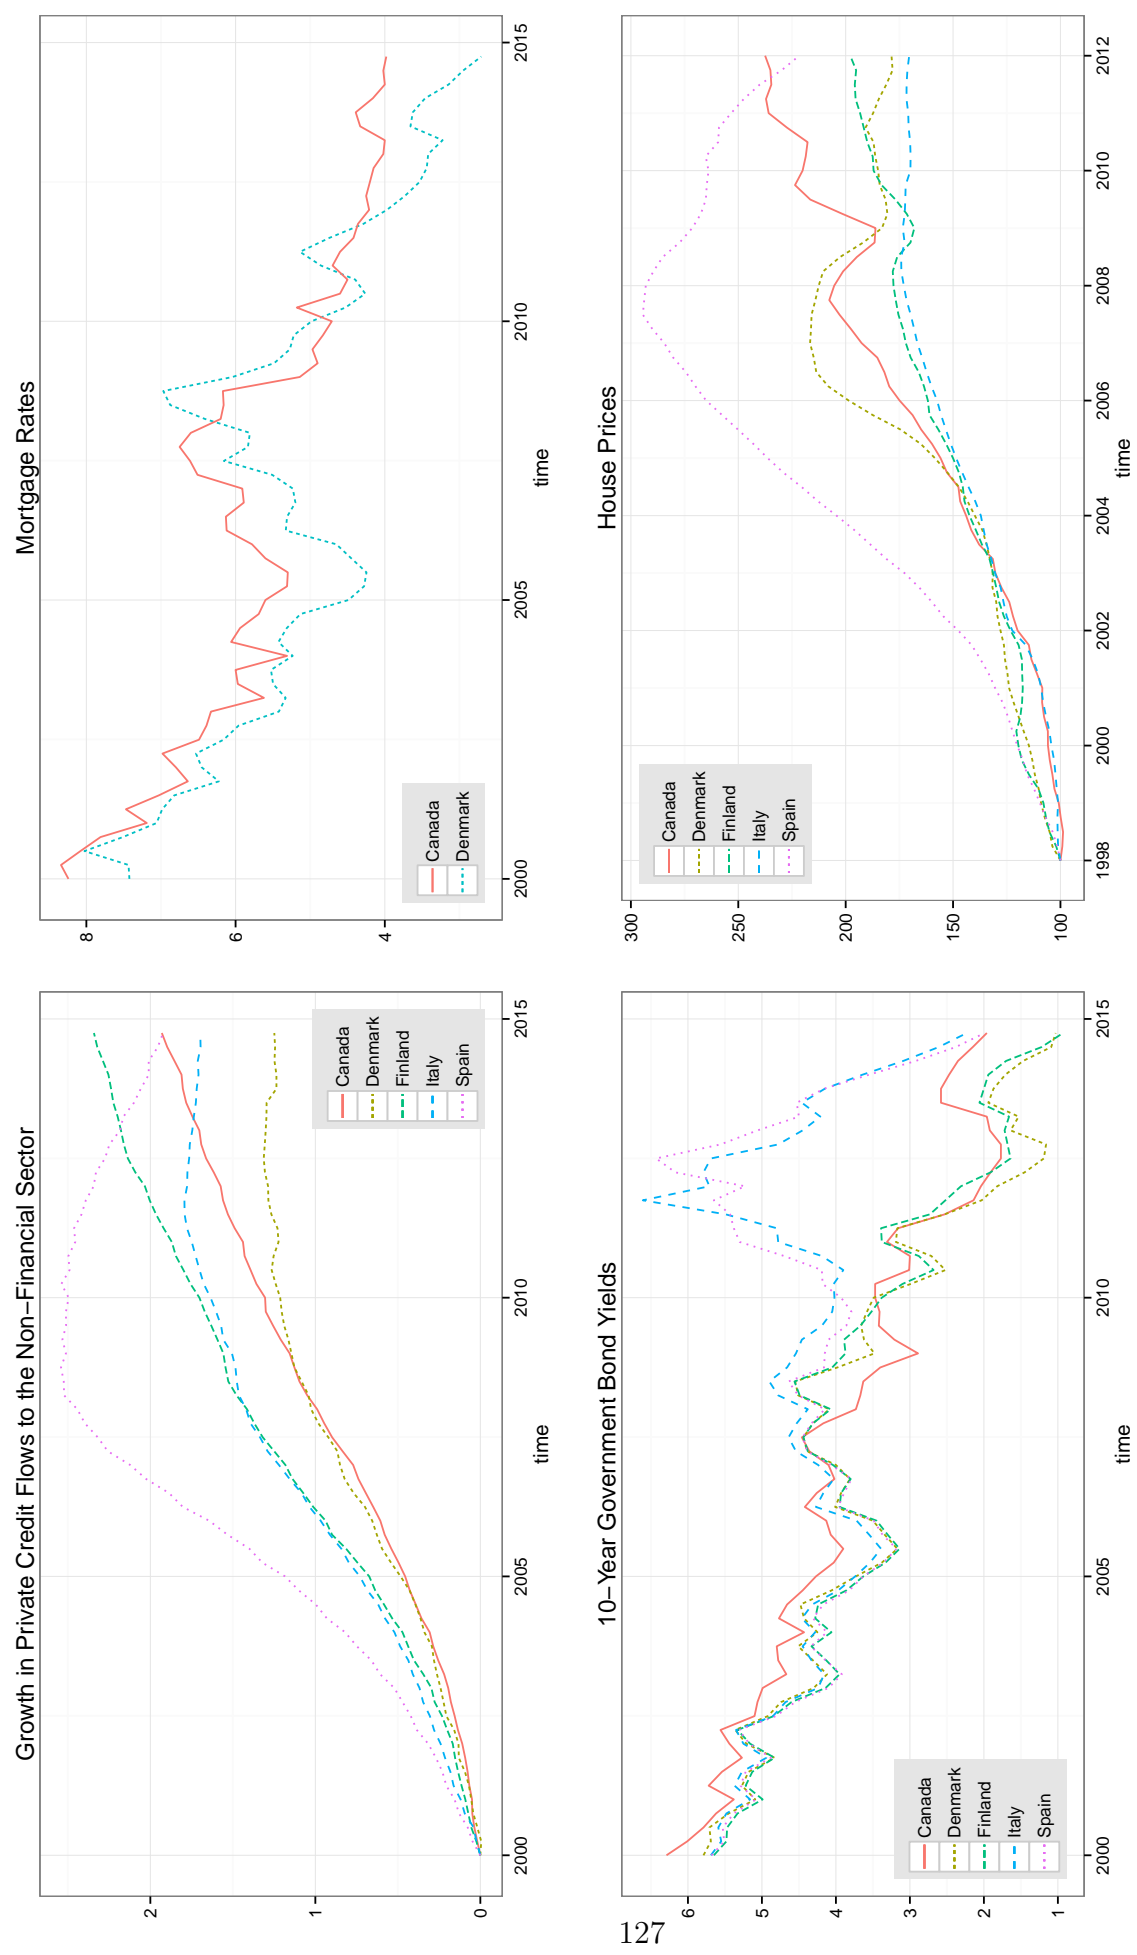 Growth in Private Credit Flows to the Non−Financial Sector
2
1
0
2000
2005
2010
2015
time
Canada
Denmark
Finland
Italy
Spain
Mortgage Rates
8
6
4
2000
2005
2010
2015
time
Canada
Denmark
10−Year Government Bond Yields
6
5
4
3
2
1
2000
2005
2010
2015
time
Canada
Denmark
Finland
Italy
Spain
House Prices
300
250
200
150
100
1998
2000
2002
2004
2006
2008
2010
2012
time
Canada
Denmark
Finland
Italy
Spain
127